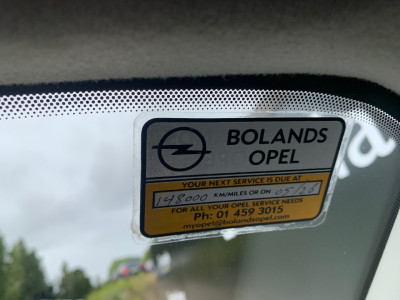 BOLANDS
OPEL
YOUR NEXT SERVICE IS DUE AT
148000 KM/MILES OR ON 05/26
FOR ALL YOUR OPEL SERVICE NEEDS
Ph: 01 459 3015
myopel@bolandsopel.com